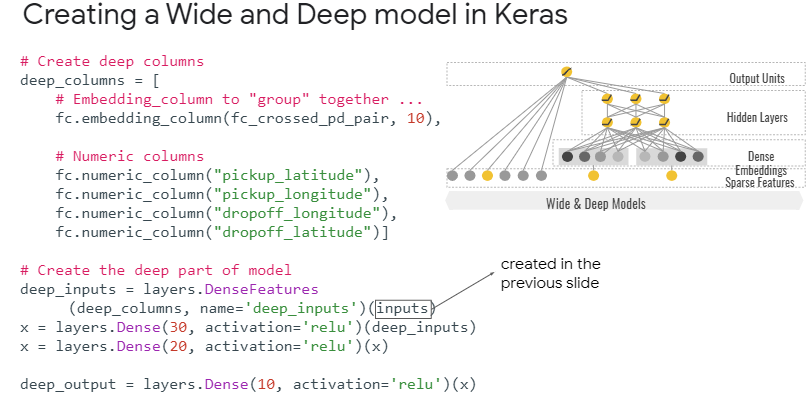 Creating a Wide and Deep model in Keras
# Create deep columns
deep_columns = [
# Embedding_column to "group" together ...
fc.embedding_column(fc_crossed_pd_pair, 10),
# Numeric columns
fc.numeric_column("pickup_latitude"),
fc.numeric_column("pickup_longitude"),
fc.numeric_column("dropoff_longitude"),
fc.numeric_column("dropoff_latitude")]
# Create the deep part of model
deep_inputs = layers.DenseFeatures
(deep_columns, name='deep_inputs')(inputs)
x = layers.Dense(30, activation='relu')(deep_inputs)
x = layers.Dense(20, activation='relu')(x)
deep_output = layers.Dense(10, activation='relu')(x)
Output Units
Hidden Layers
Dense
Embeddings
Sparse Features
Wide & Deep Models
created in the
previous slide